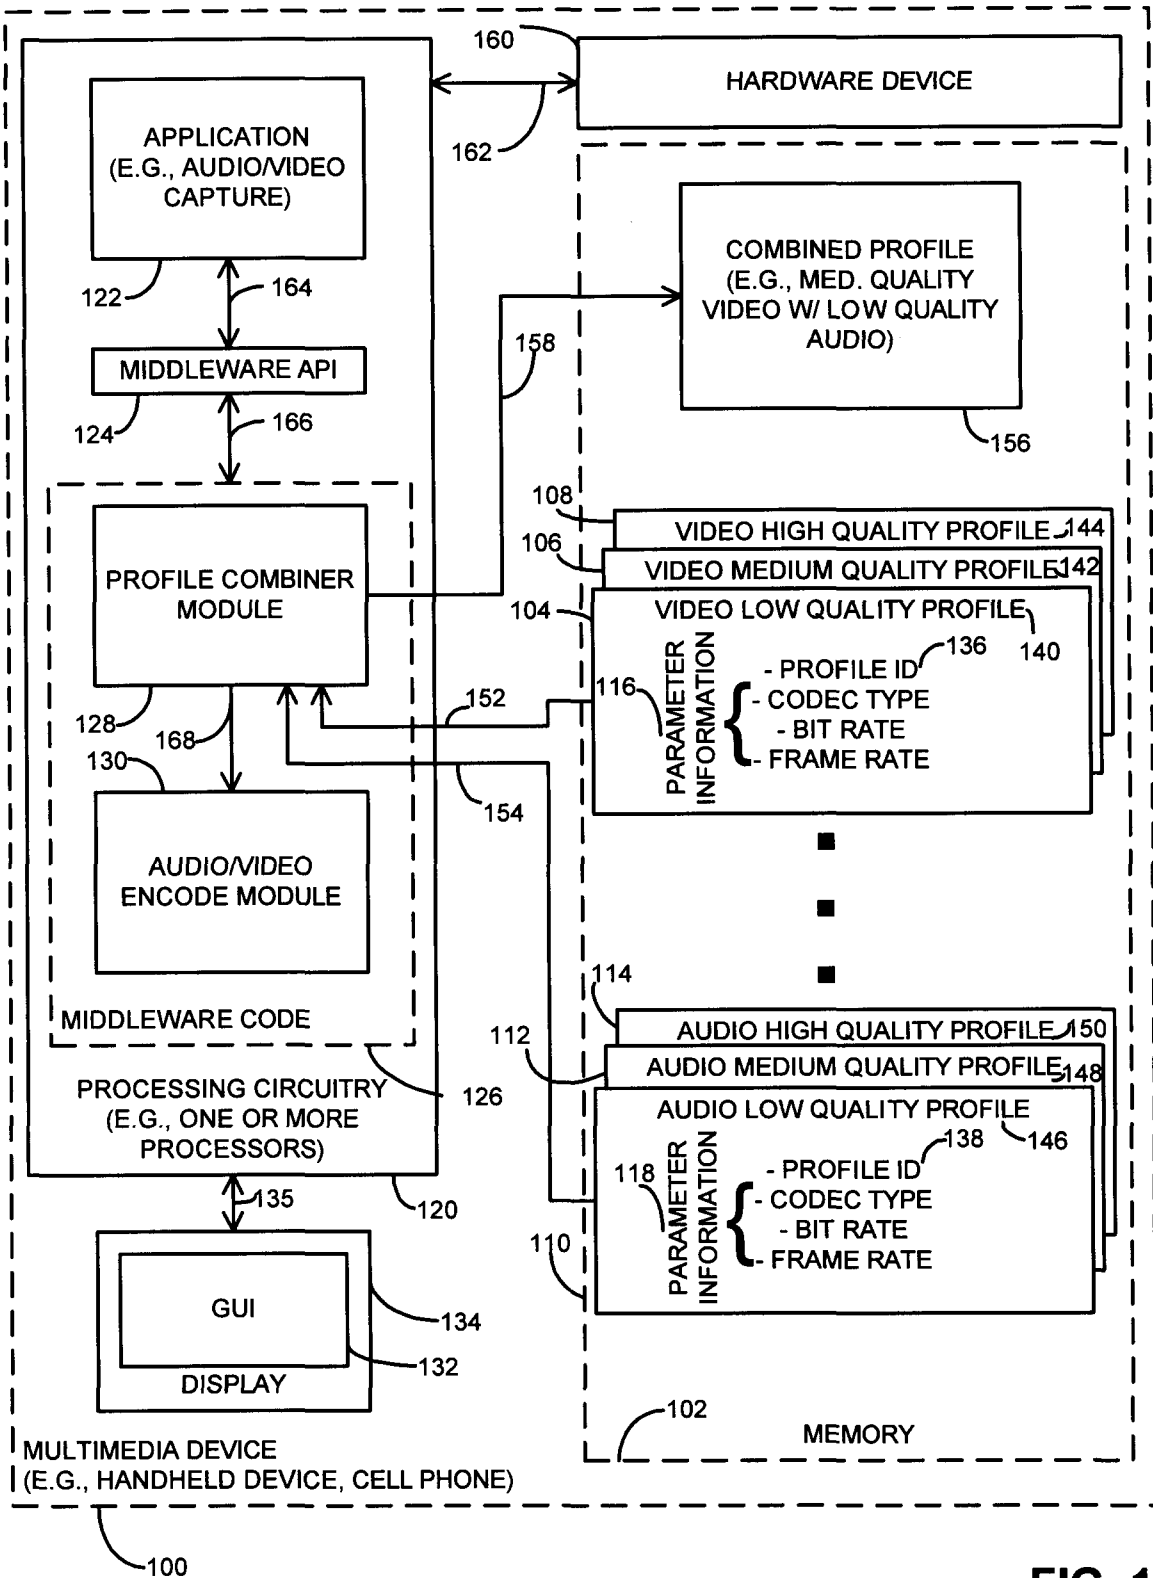 160
HARDWARE DEVICE
162
APPLICATION
(E.G., AUDIO/VIDEO
CAPTURE)
122
164
MIDDLEWARE API
124
166
COMBINED PROFILE
(E.G., MED. QUALITY
VIDEO W/ LOW QUALITY
AUDIO)
158
156
PROFILE COMBINER
MODULE
128
168
130
AUDIO/VIDEO
ENCODE MODULE
MIDDLEWARE CODE
126
PROCESSING CIRCUITRY
(E.G., ONE OR MORE
PROCESSORS)
120
135
GUI
132
DISPLAY
134
108
VIDEO HIGH QUALITY PROFILE 144
106
VIDEO MEDIUM QUALITY PROFILE 142
104
VIDEO LOW QUALITY PROFILE
140
116
PARAMETER
INFORMATION
- PROFILE ID 136
- CODEC TYPE
- BIT RATE
- FRAME RATE
152
154
114
AUDIO HIGH QUALITY PROFILE 150
112
AUDIO MEDIUM QUALITY PROFILE 148
AUDIO LOW QUALITY PROFILE
146
118
PARAMETER
INFORMATION
- PROFILE ID 138
- CODEC TYPE
- BIT RATE
- FRAME RATE
110
102
MEMORY
MULTIMEDIA DEVICE
(E.G., HANDHELD DEVICE, CELL PHONE)
100
FIG. 1